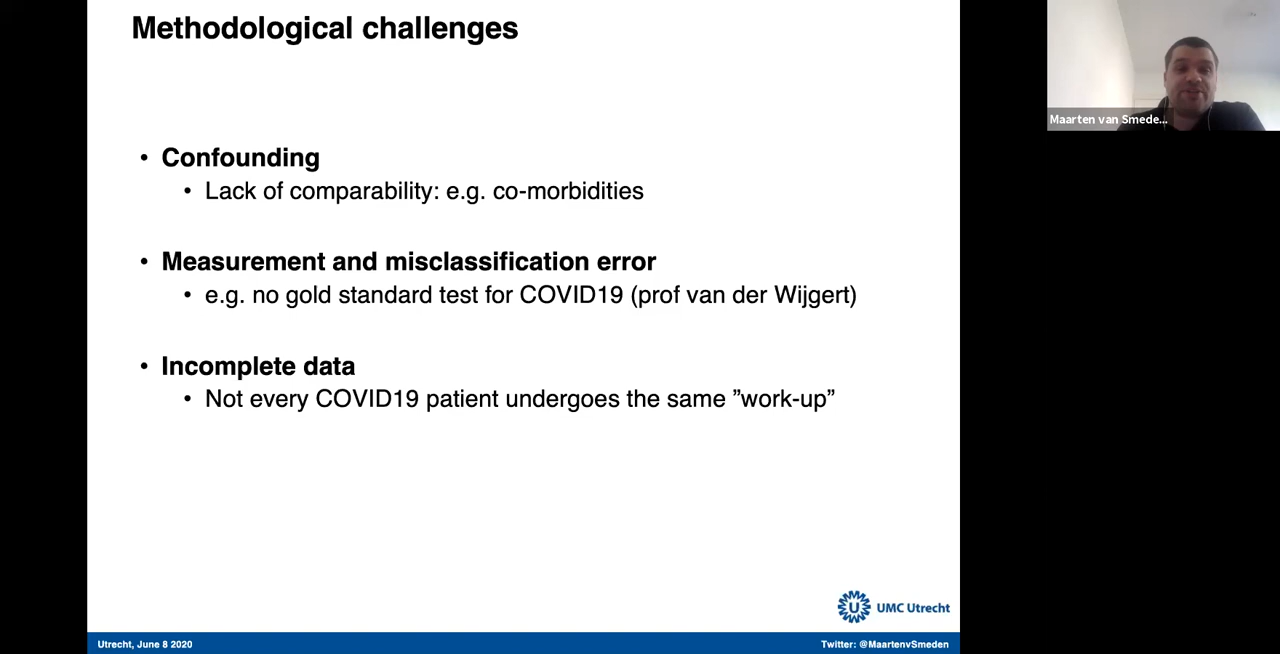 Methodological challenges
Maarten van Smede...
• Confounding
• Lack of comparability: e.g. co-morbidities
• Measurement and misclassification error
• e.g. no gold standard test for COVID19 (prof van der Wijgert)
• Incomplete data
• Not every COVID19 patient undergoes the same ”work-up”
U
UMC Utrecht
Utrecht, June 8 2020
Twitter: @MaartenvSmeden